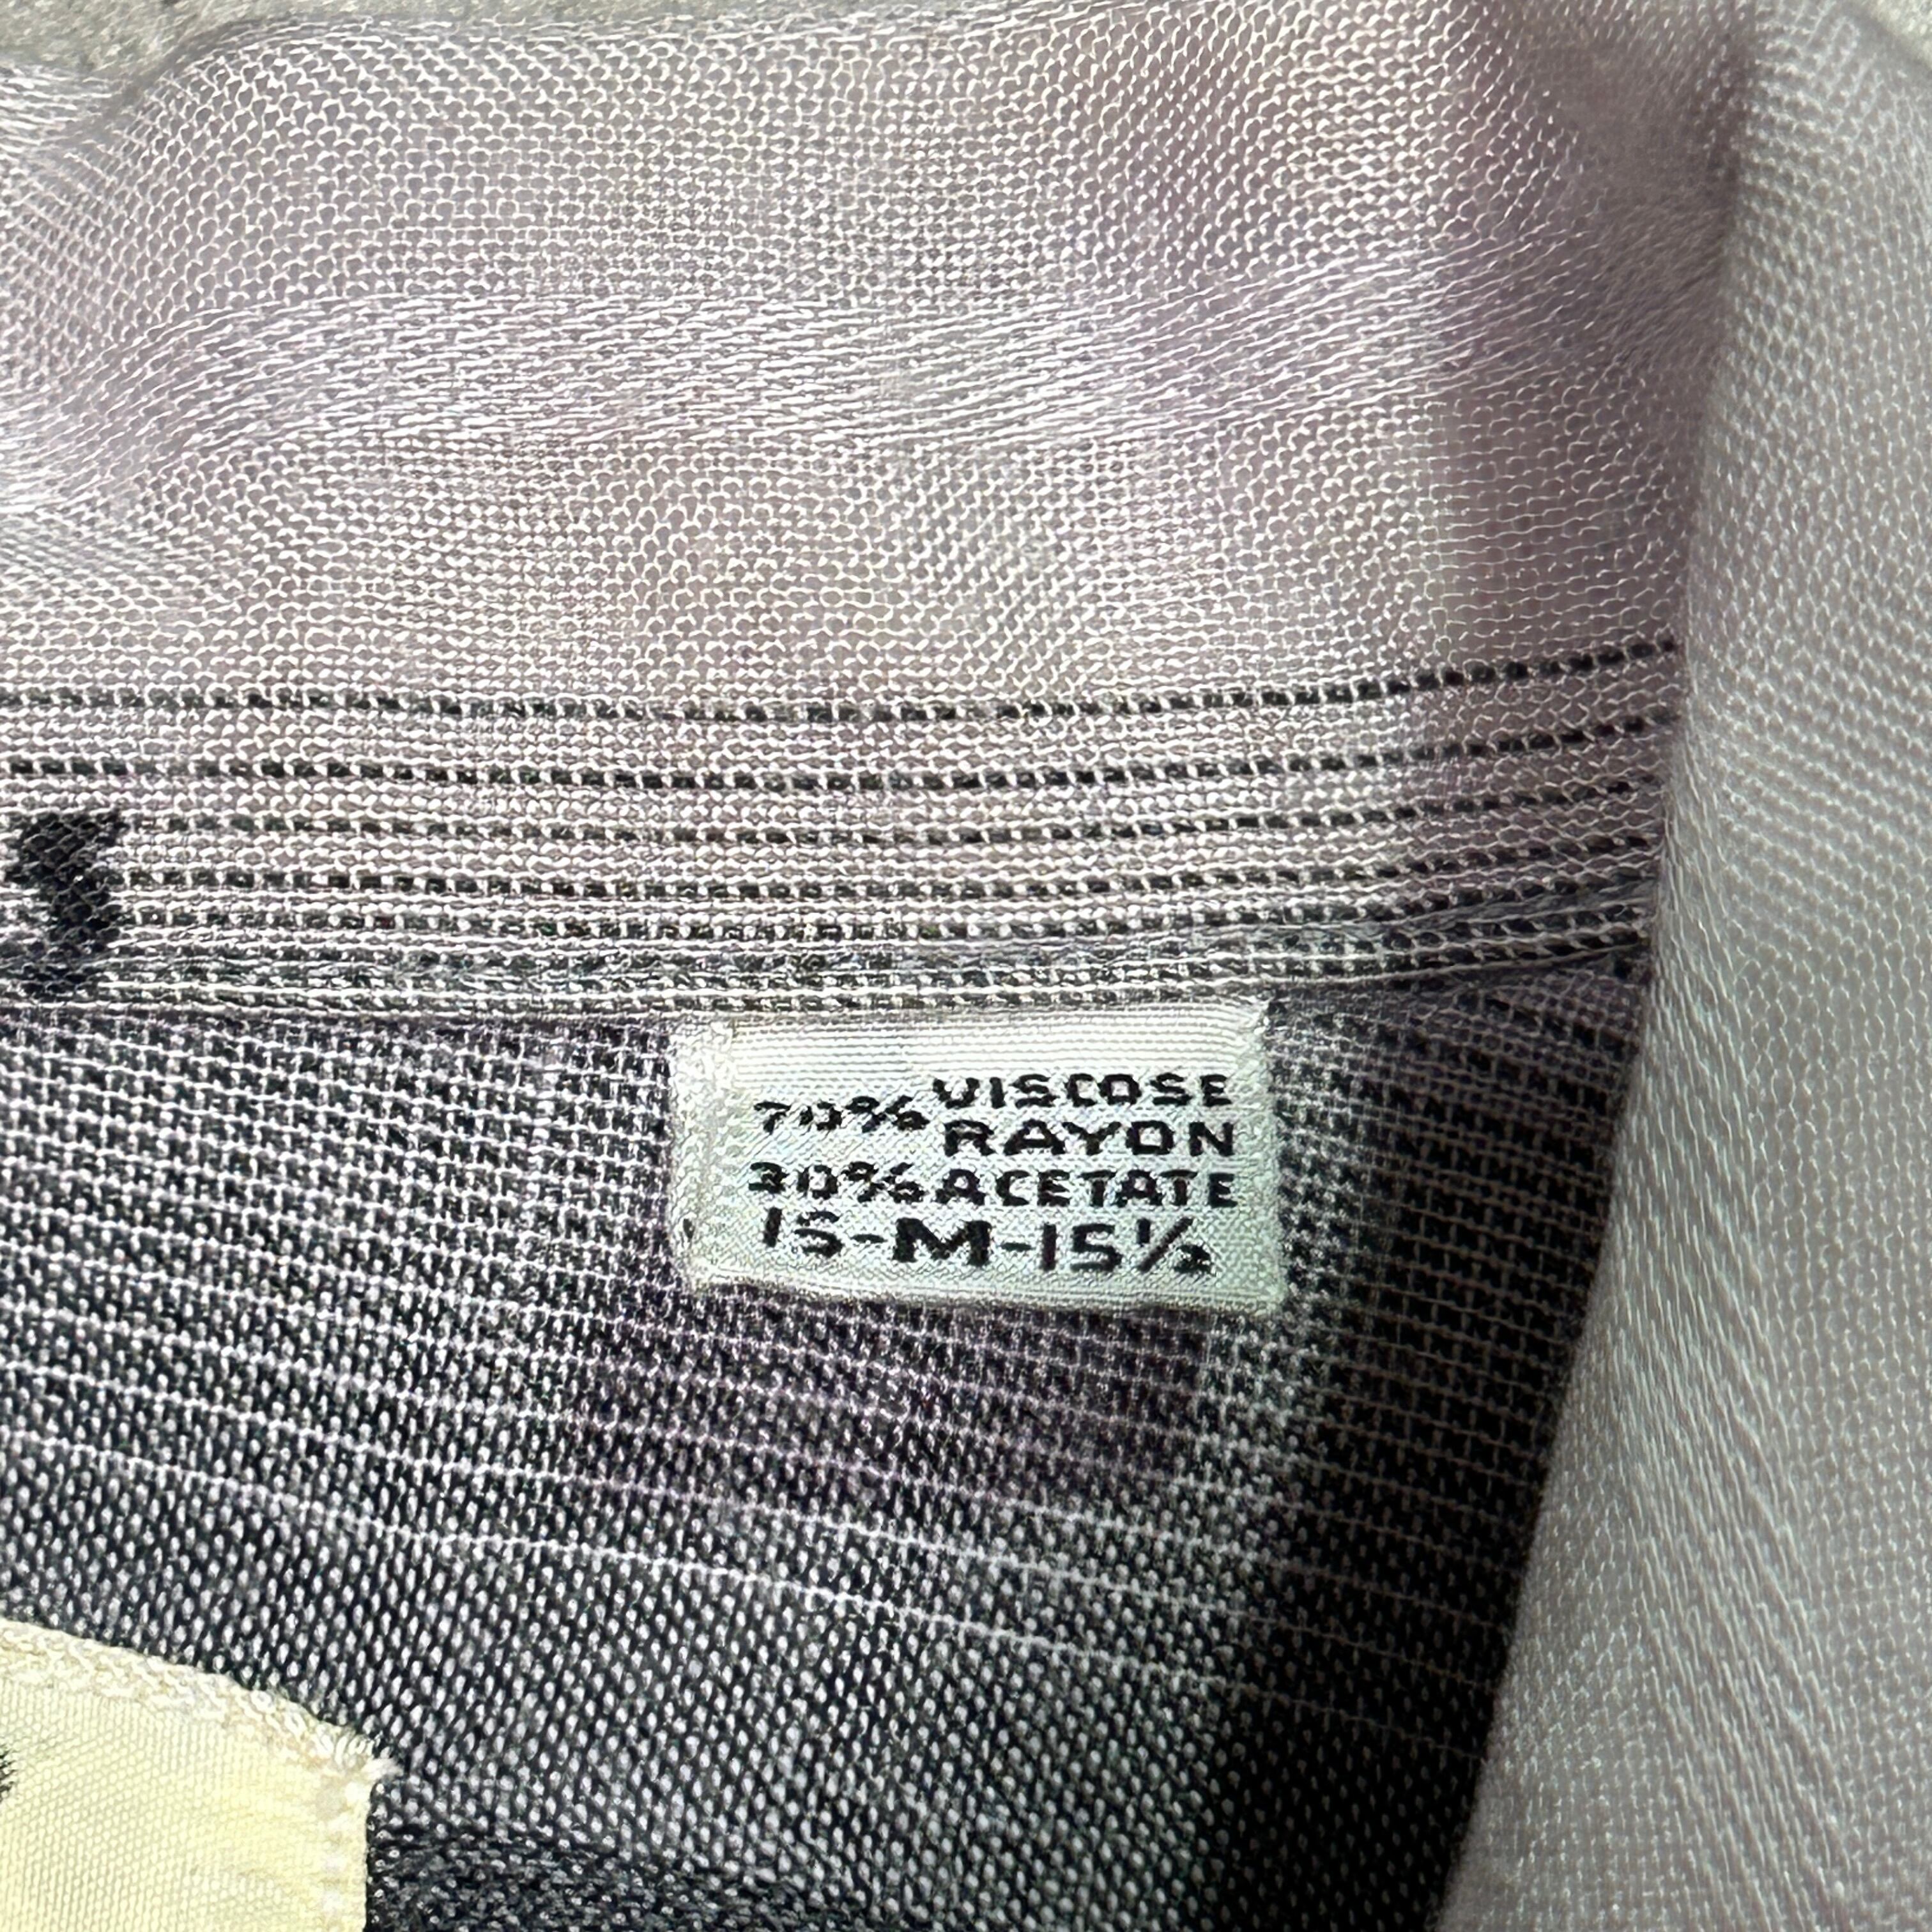 70% VISCOSE
RAYON
30% ACETATE
15-M-15½